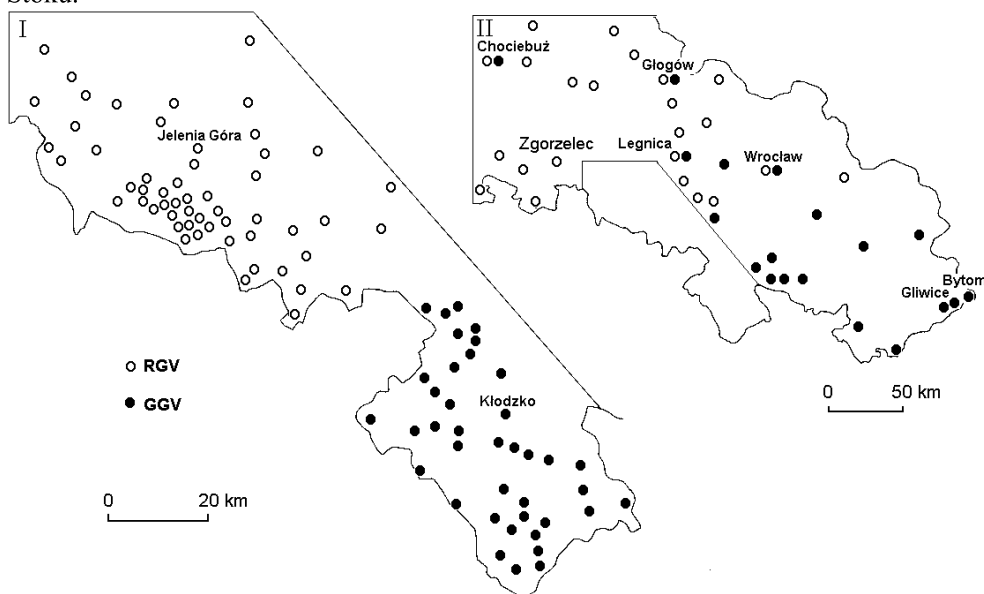 I
II
Chociebuż
Głogów
Jelenia Góra
Zgorzelec
Legnica
Wrocław
Bytom
Gliwice
RGV
GGV
Kłodzko
0 50 km
0 20 km